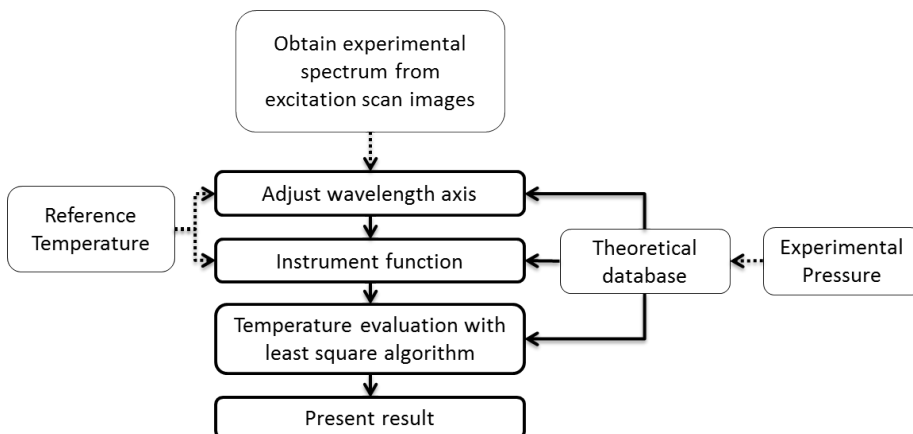 Obtain experimental
spectrum from
excitation scan images
Adjust wavelength axis
Reference
Temperature
Instrument function
Theoretical
database
Experimental
Pressure
Temperature evaluation with
least square algorithm
Present result